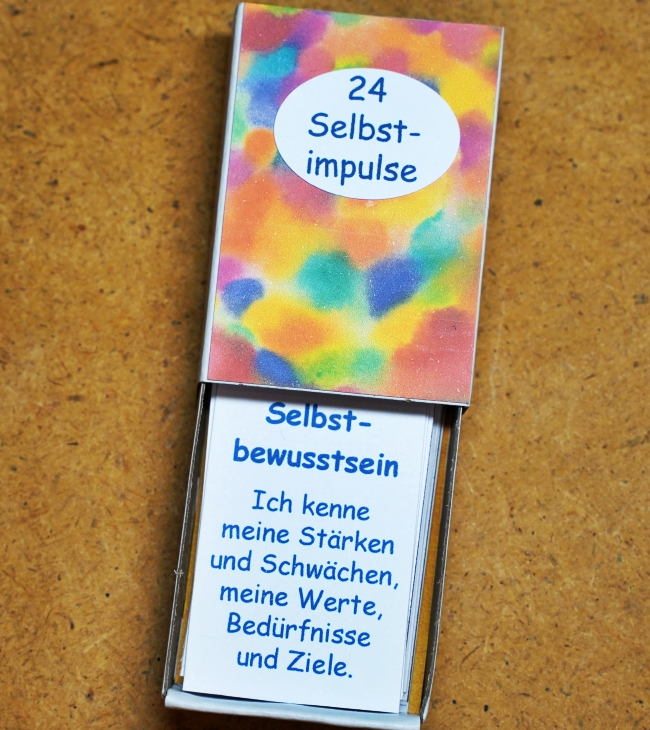 24
Selbst-
impulse
Selbst-
bewusstsein
Ich kenne
meine Stärken
und Schwächen,
meine Werte,
Bedürfnisse
und Ziele.